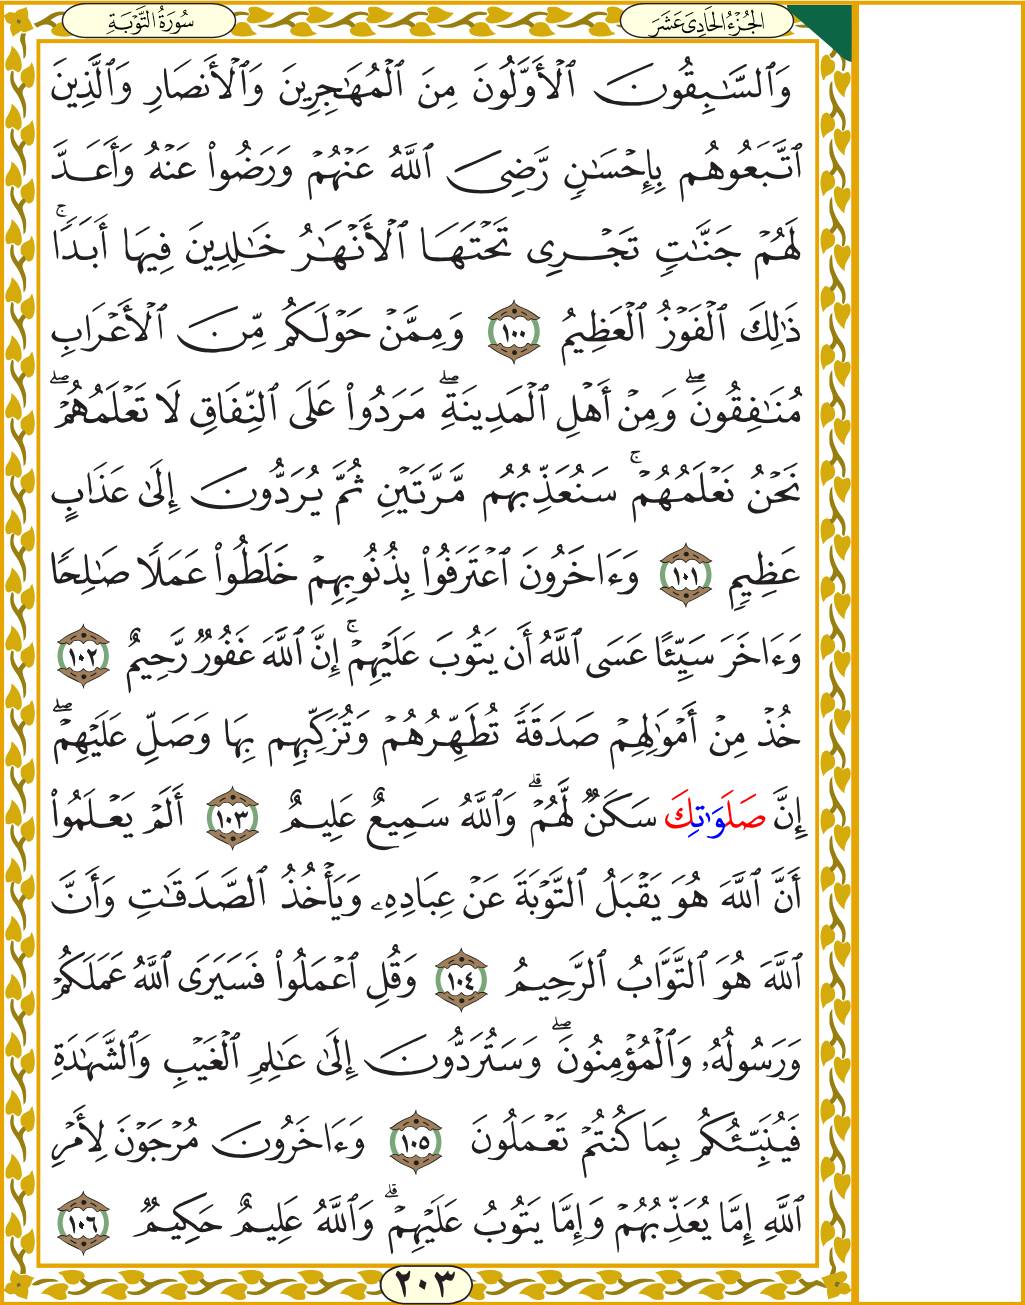 سُورَةُ التَّوْبَةِ
الجُزْءُ الحَادِىَ عَشَرَ
وَٱلسَّٰبِقُونَ ٱلْأَوَّلُونَ مِنَ ٱلْمُهَٰجِرِينَ وَٱلْأَنصَارِ وَٱلَّذِينَ
ٱتَّبَعُوهُم بِإِحْسَٰنٖ رَّضِىَ ٱللَّهُ عَنْهُمْ وَرَضُوا۟ عَنْهُ وَأَعَدَّ
لَهُمْ جَنَّٰتٖ تَجْرِى تَحْتَهَا ٱلْأَنْهَٰرُ خَٰلِدِينَ فِيهَا أَبَدٗاۚ
ذَٰلِكَ ٱلْفَوْزُ ٱلْعَظِيمُ ١٠٠ وَمِمَّنْ حَوْلَكُم مِّنَ ٱلْأَعْرَابِ
مُنَٰفِقُونَۖ وَمِنْ أَهْلِ ٱلْمَدِينَةِۖ مَرَدُوا۟ عَلَى ٱلنِّفَاقِ لَا تَعْلَمُهُمْۖ
نَحْنُ نَعْلَمُهُمْۚ سَنُعَذِّبُهُم مَّرَّتَيْنِ ثُمَّ يُرَدُّونَ إِلَىٰ عَذَابٍ
عَظِيمٖ ١٠١ وَءَاخَرُونَ ٱعْتَرَفُوا۟ بِذُنُوبِهِمْ خَلَطُوا۟ عَمَلٗا صَٰلِحٗا
وَءَاخَرَ سَيِّئًا عَسَى ٱللَّهُ أَن يَتُوبَ عَلَيْهِمْۚ إِنَّ ٱللَّهَ غَفُورٞ رَّحِيمٌ ١٠٢
خُذْ مِنْ أَمْوَٰلِهِمْ صَدَقَةٗ تُطَهِّرُهُمْ وَتُزَكِّيهِم بِهَا وَصَلِّ عَلَيْهِمْۖ
إِنَّ صَلَوَٰتِكَ سَكَنٞ لَّهُمْۗ وَٱللَّهُ سَمِيعٌ عَلِيمٌ ١٠٣ أَلَمْ يَعْلَمُوٓا۟
أَنَّ ٱللَّهَ هُوَ يَقْبَلُ ٱلتَّوْبَةَ عَنْ عِبَادِهِۦ وَيَأْخُذُ ٱلصَّدَقَٰتِ وَأَنَّ
ٱللَّهَ هُوَ ٱلتَّوَّابُ ٱلرَّحِيمُ ١٠٤ وَقُلِ ٱعْمَلُوا۟ فَسَيَرَى ٱللَّهُ عَمَلَكُمْ
وَرَسُولُهُۥ وَٱلْمُؤْمِنُونَۖ وَسَتُرَدُّونَ إِلَىٰ عَٰلِمِ ٱلْغَيْبِ وَٱلشَّهَٰدَةِ
فَيُنَبِّئُكُم بِمَا كُنتُمْ تَعْمَلُونَ ١٠٥ وَءَاخَرُونَ مُرْجَوْنَ لِأَمْرِ
ٱللَّهِ إِمَّا يُعَذِّبُهُمْ وَإِمَّا يَتُوبُ عَلَيْهِمْۗ وَٱللَّهُ عَلِيمٌ حَكِيمٞ ١٠٦
٢٠٣